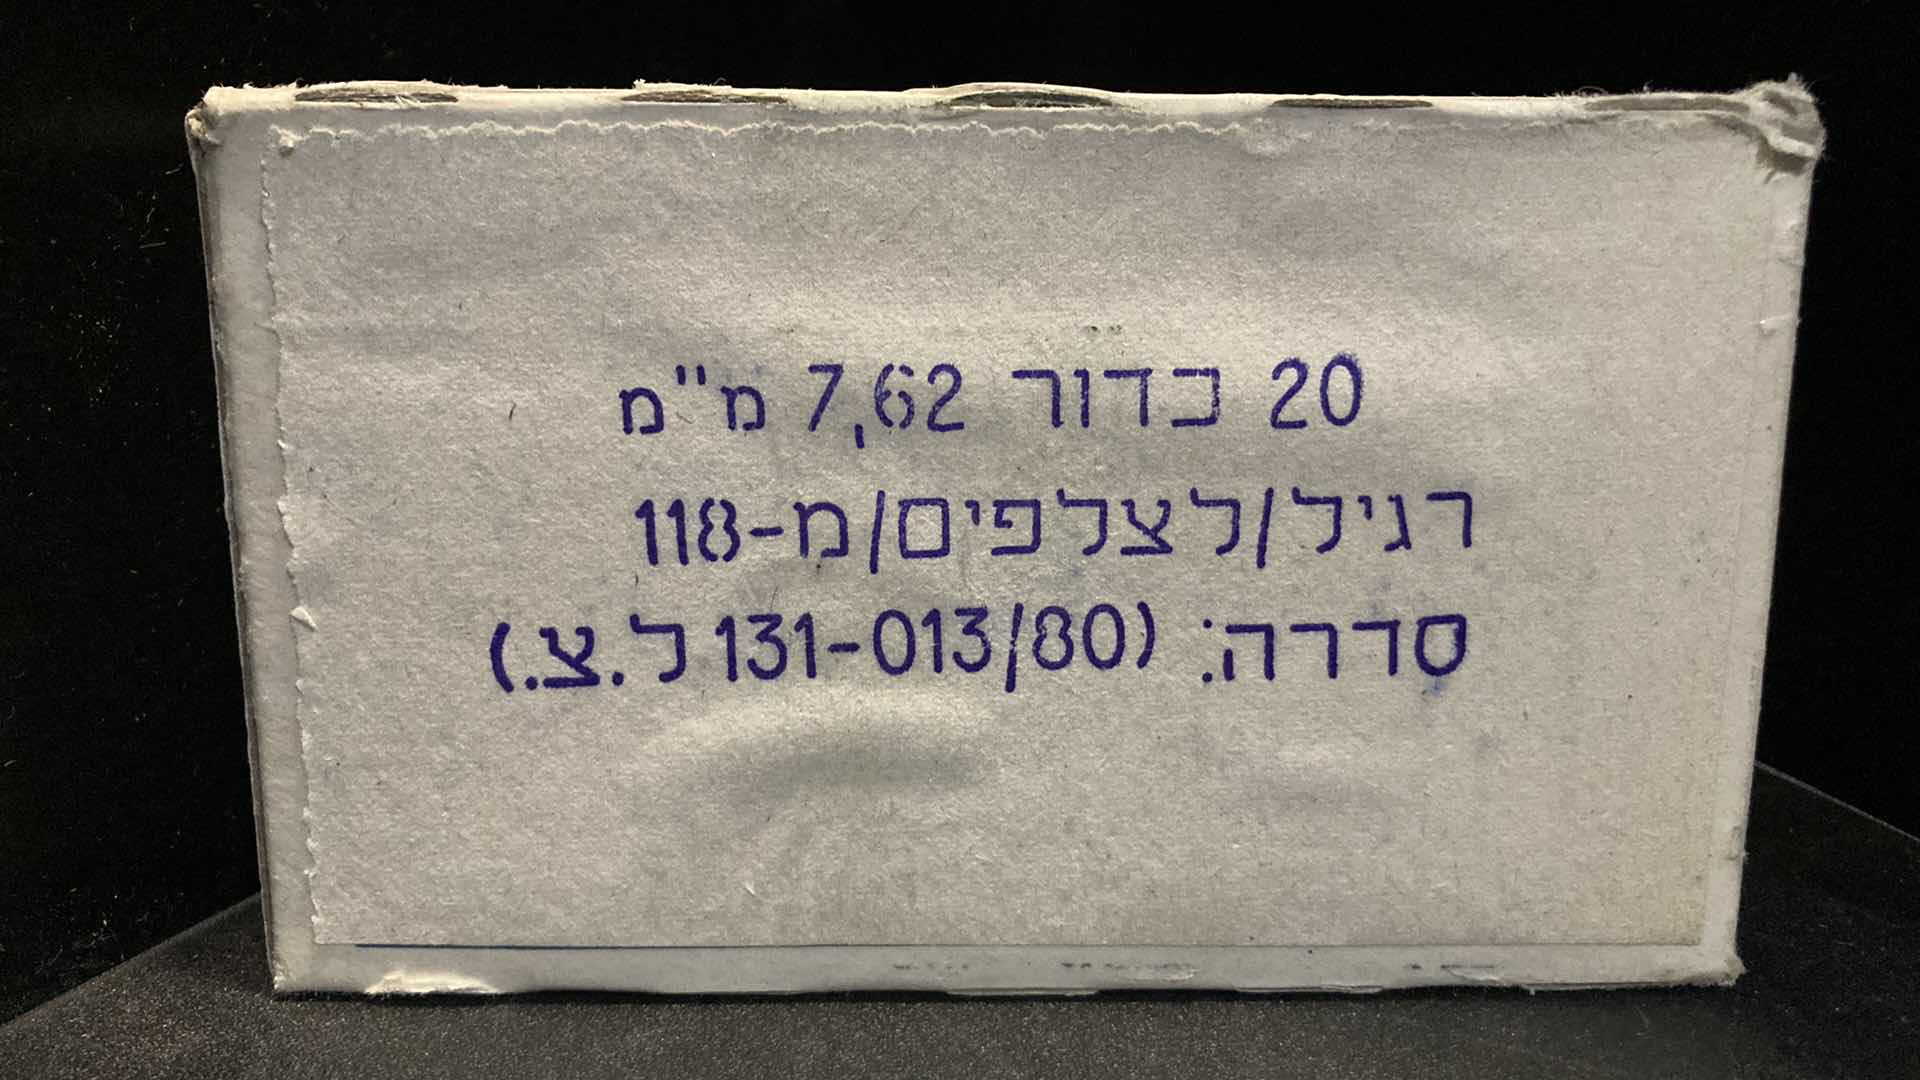 20 כדור 7,62 מ"מ
רגיל/לצלפים/מ-118
סדרה: (131-013/80 ל.צ.)